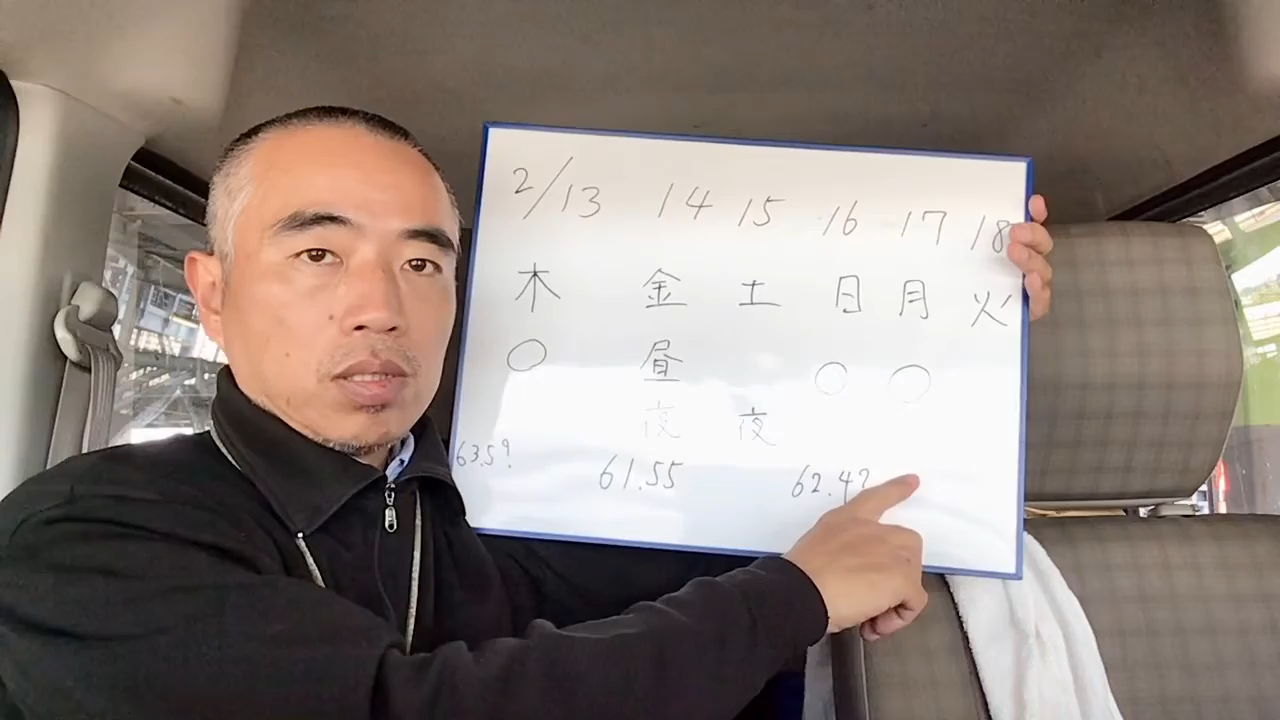 2/13 14 15 16 17 18
木 金 土 日 月 火
○ 昼 ○ ○
夜 夜
63.5? 61.55 62.4?